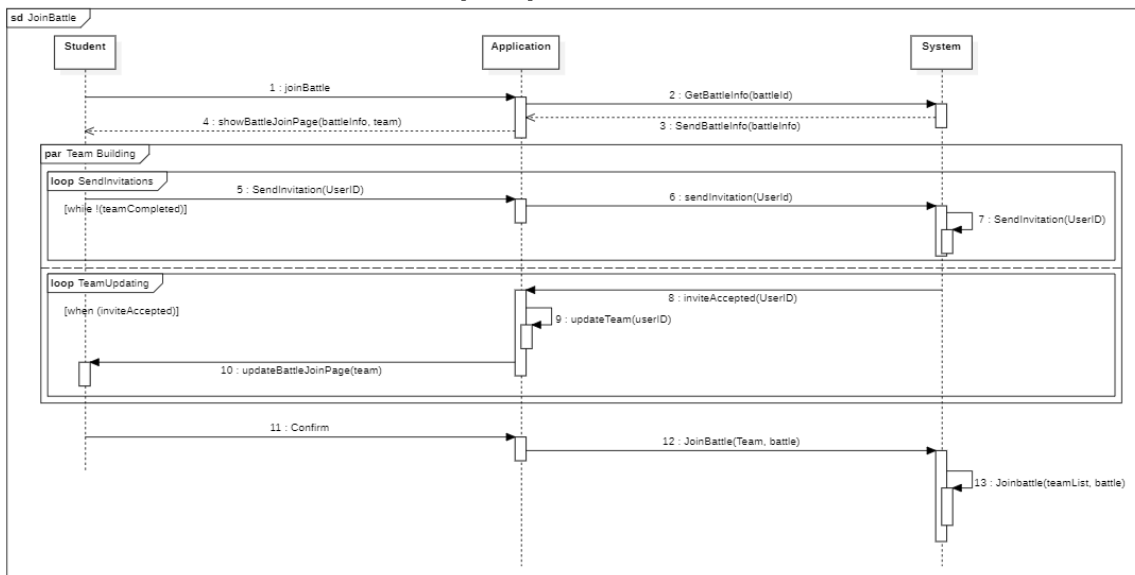 sd JoinBattle
Student
Application
System
1 : joinBattle
2 : GetBattleInfo(battleId)
3 : SendBattleInfo(battleInfo)
4 : showBattleJoinPage(battleInfo, team)
par Team Building
loop SendInvitations
[while !(teamCompleted)]
5 : SendInvitation(UserID)
6 : sendInvitation(UserId)
7 : SendInvitation(UserID)
loop TeamUpdating
[when (inviteAccepted)]
8 : inviteAccepted(UserID)
9 : updateTeam(userID)
10 : updateBattleJoinPage(team)
11 : Confirm
12 : JoinBattle(Team, battle)
13 : Joinbattle(teamList, battle)